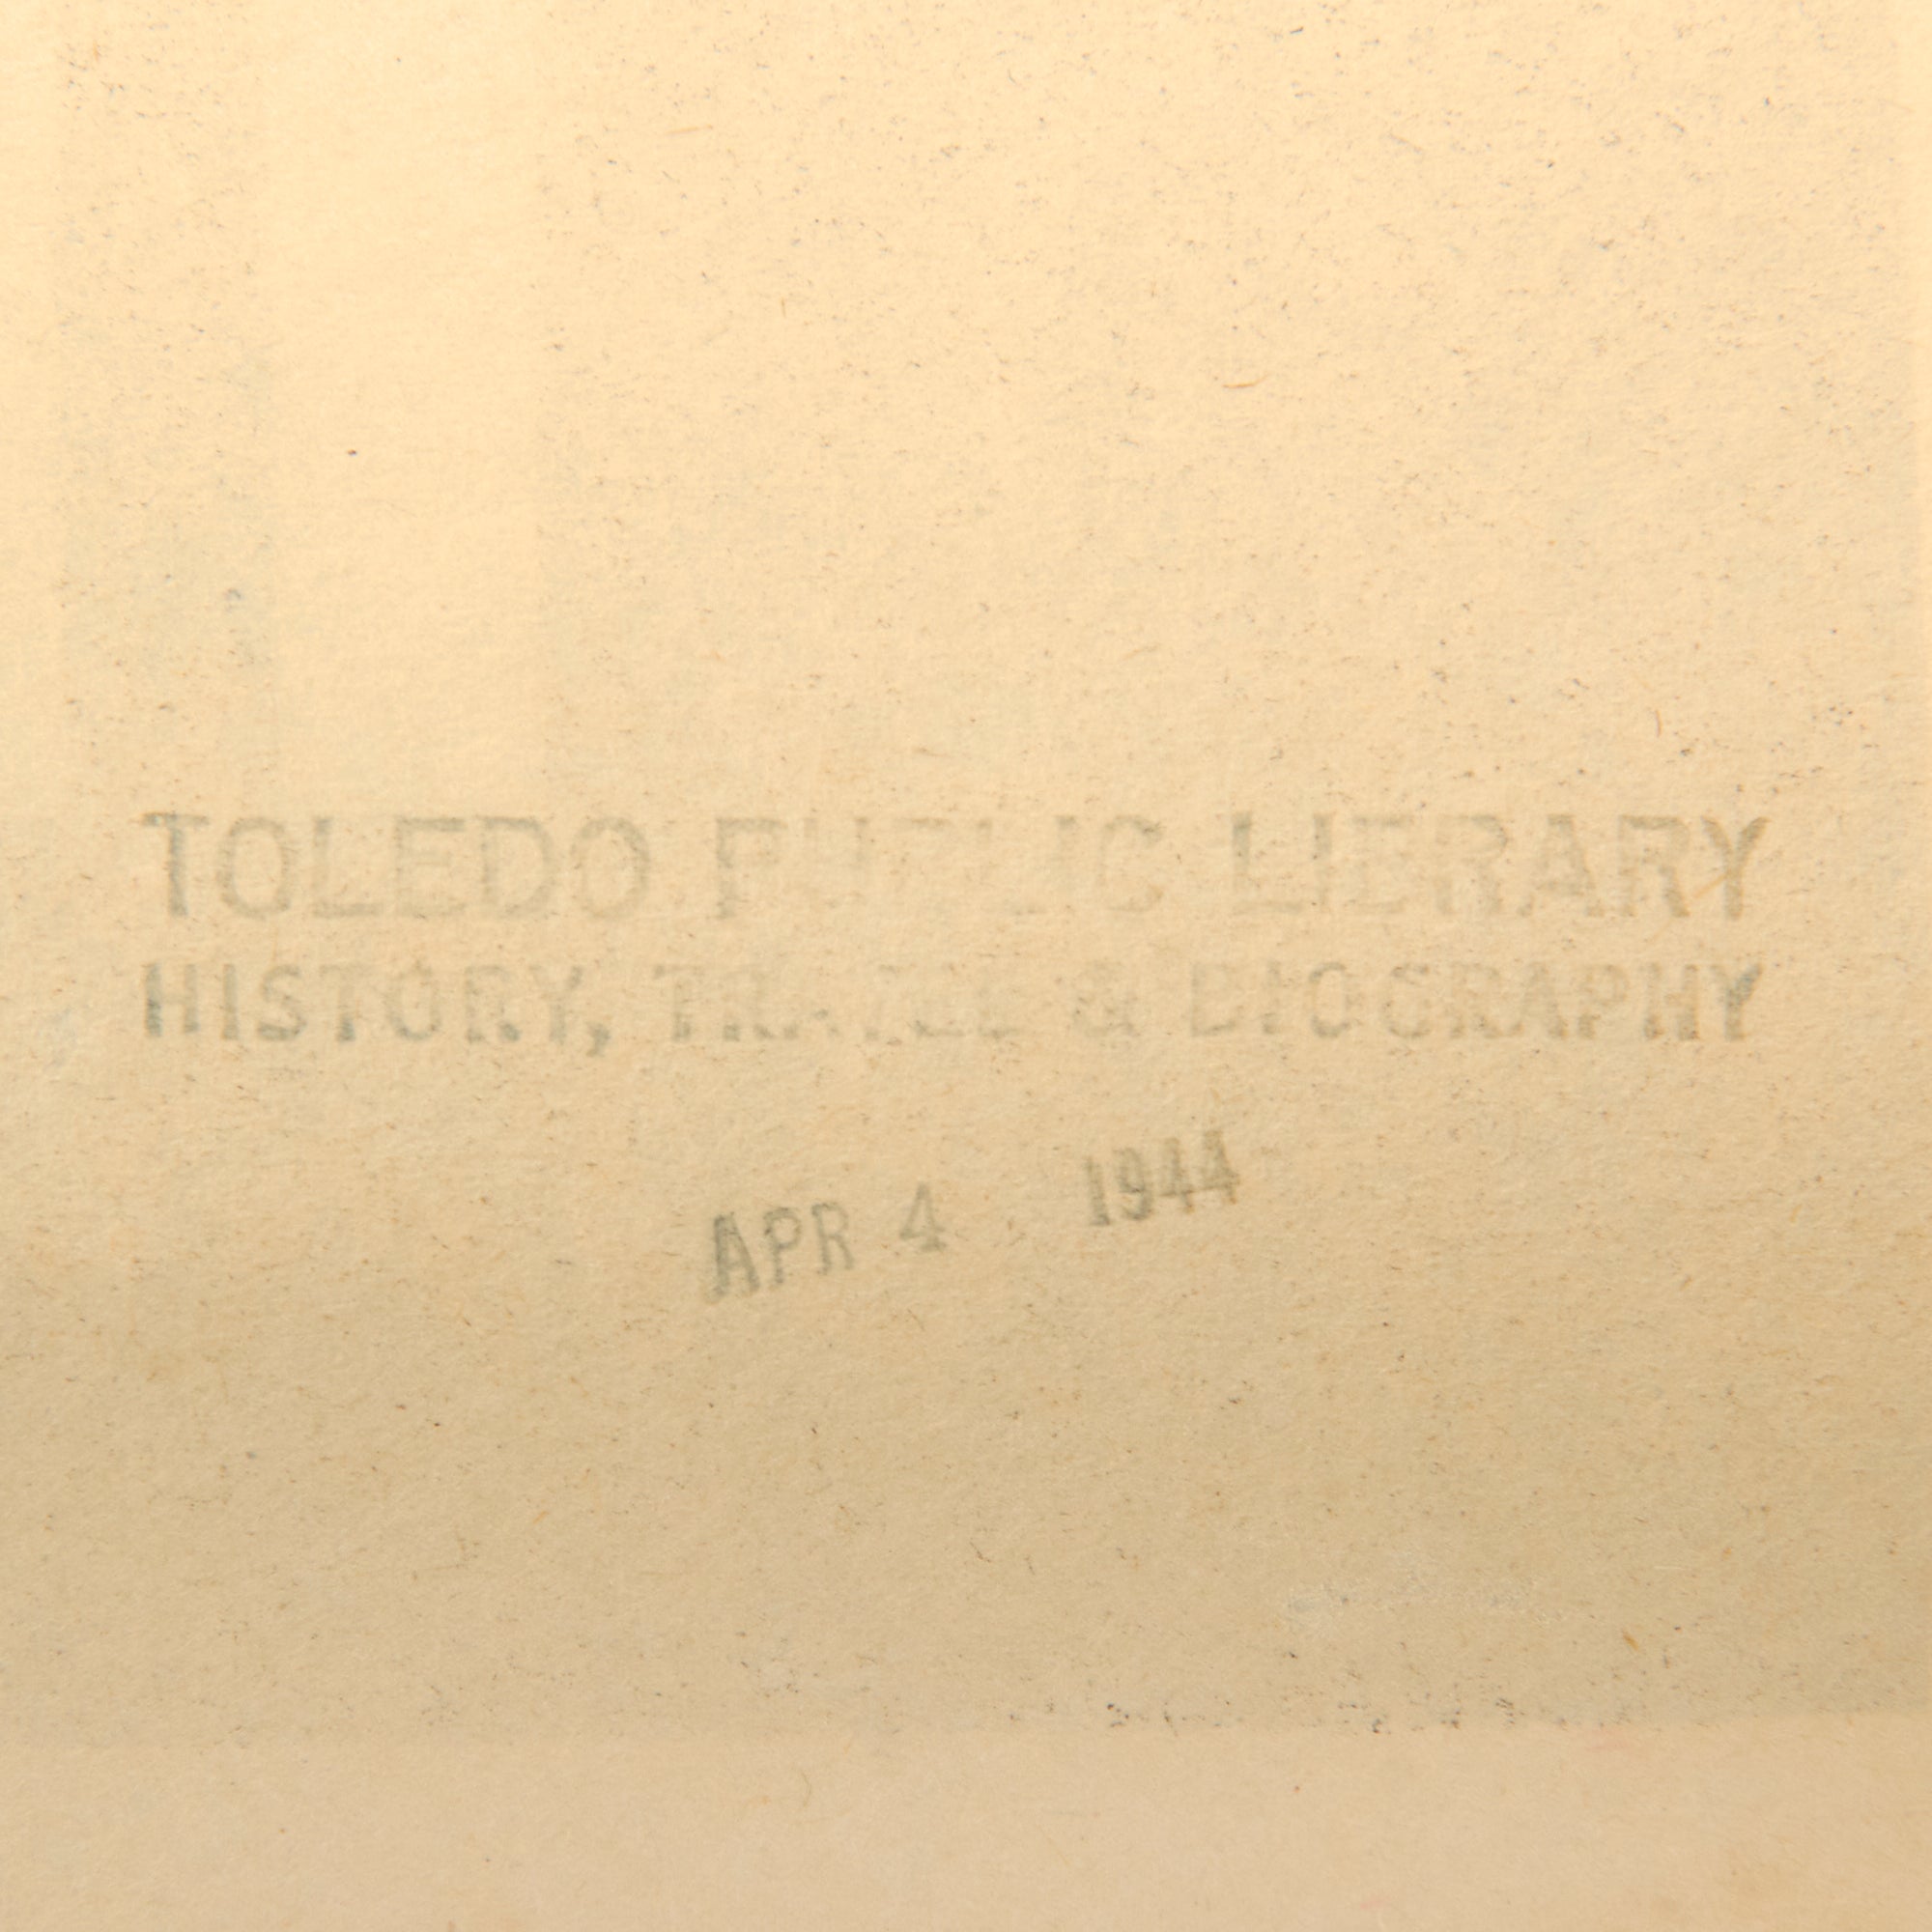 TOLEDO PUBLIC LIBRARY
HISTORY, TRAVEL & BIOGRAPHY
APR 4 1944